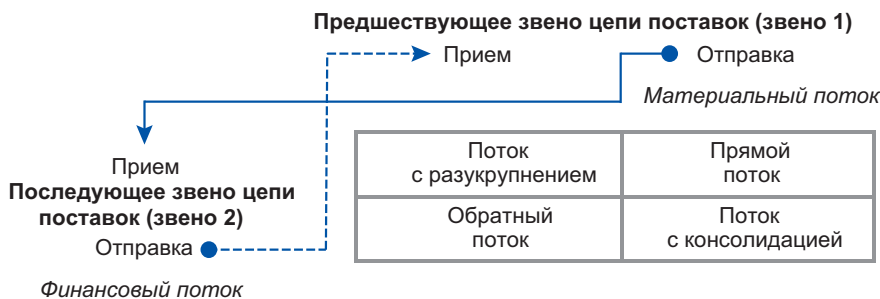 Предшествующее звено цепи поставок (звено 1)
Прием
Отправка
Материальный поток
Прием
Последующее звено цепи
поставок (звено 2)
Отправка
Финансовый поток
Поток
с разукрупнением
Прямой
поток
Обратный
поток
Поток
с консолидацией